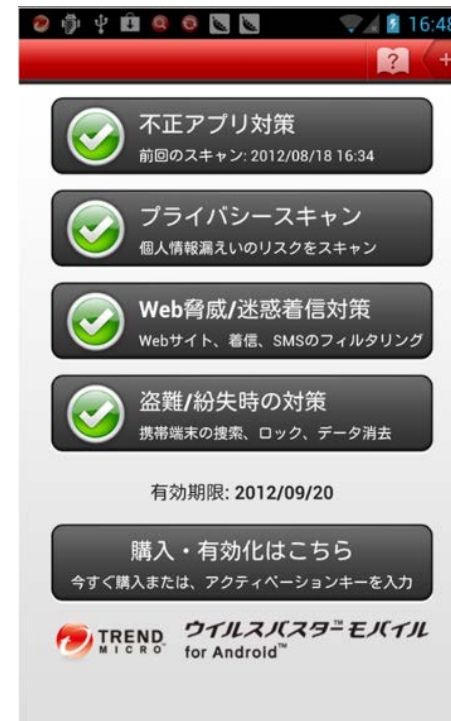 16:48
?
+
不正アプリ対策
前回のスキャン: 2012/08/18 16:34
プライバシースキャン
個人情報漏えいのリスクをスキャン
Web脅威/迷惑着信対策
Webサイト、着信、SMSのフィルタリング
盗難/紛失時の対策
携帯端末の捜索、ロック、データ消去
有効期限: 2012/09/20
購入・有効化はこちら
今すぐ購入または、アクティベーションキーを入力
TREND MICRO ウイルスバスター™ モバイル
for Android™